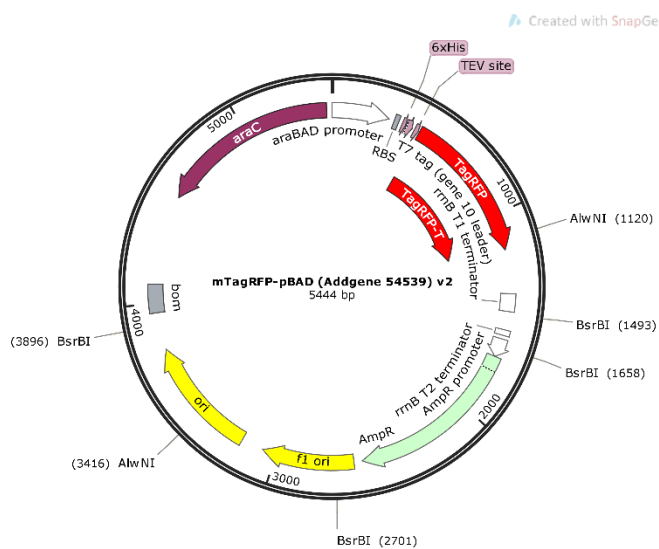 Created with SnapGe
6xHis
TEV site
5000
araC
araBAD promoter
RBS
T7 tag (gene 10 leader)
TagRFP
1000
AlwNI (1120)
TagRFP-T
rrnB T1 terminator
mTagRFP-pBAD (Addgene 54539) v2
5444 bp
bom
4000
BsrBI (1493)
(3896) BsrBI
BsrBI (1658)
rrnB T2 terminator
AmpR promoter
2000
ori
AmpR
(3416) AlwNI
f1 ori
3000
BsrBI (2701)